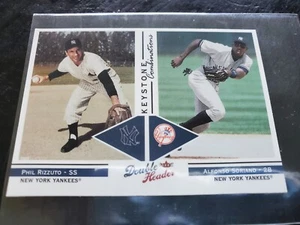 KEYSTONE
Combinations
PHIL RIZZUTO - SS
NEW YORK YANKEES
Double
Header
ALFONSO SORIANO - 2B
NEW YORK YANKEES